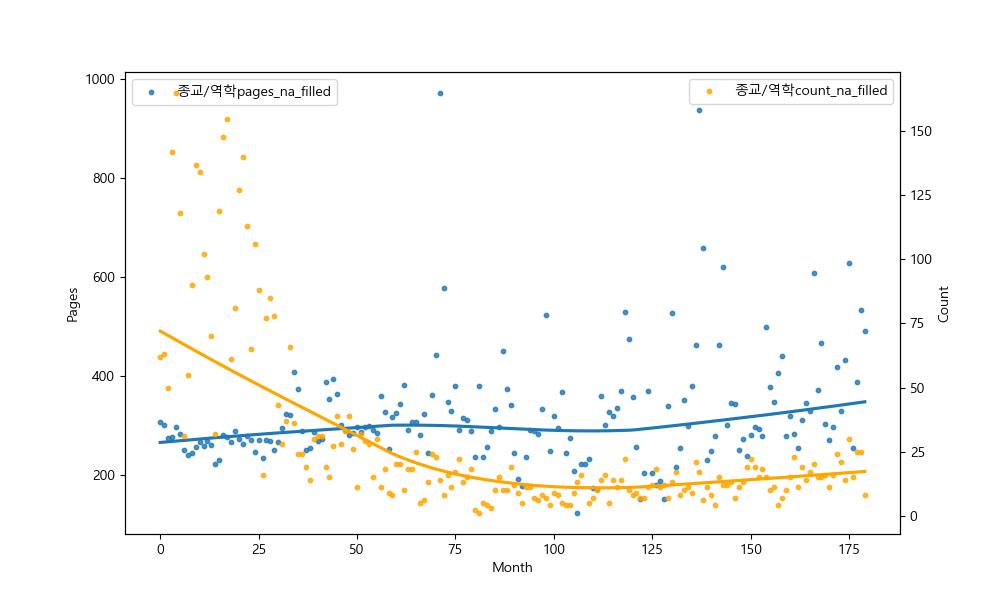 종교/역학pages_na_filled
종교/역학count_na_filled
1000
800
600
400
200
Pages
150
125
100
75
50
25
0
Count
0 25 50 75 100 125 150 175
Month